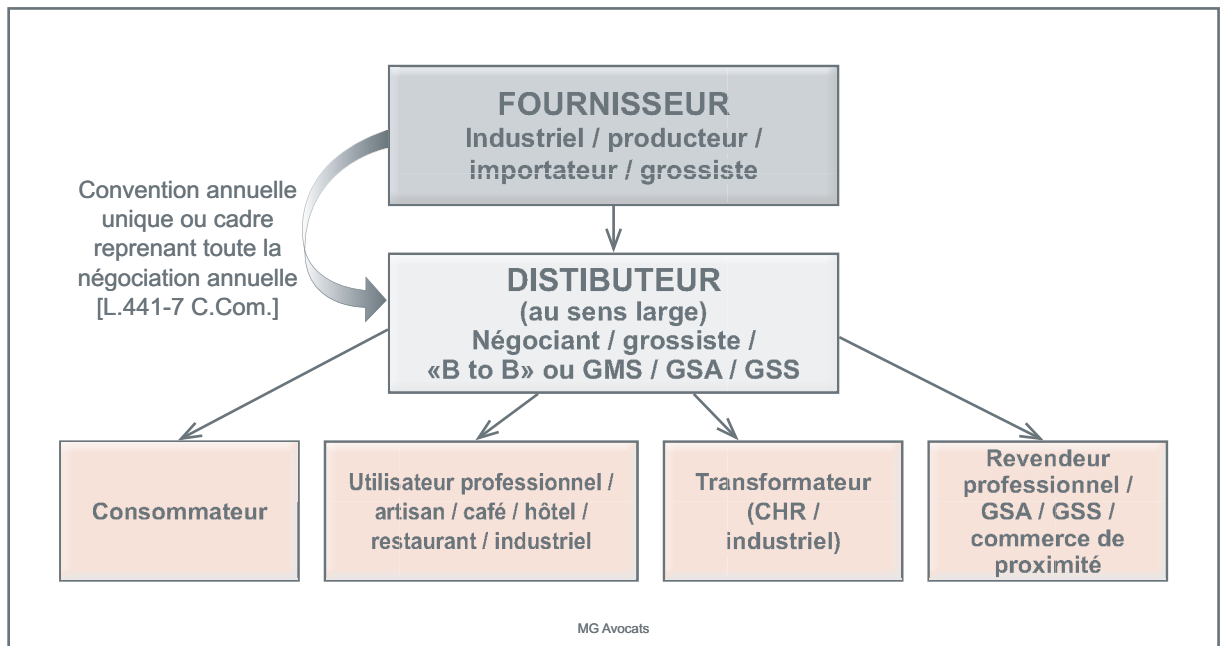 FOURNISSEUR
Industriel / producteur /
importateur / grossiste
Convention annuelle
unique ou cadre
reprenant toute la
négociation annuelle
[L.441-7 C.Com.]
DISTIBUTEUR
(au sens large)
Négociant / grossiste /
«B to B» ou GMS / GSA / GSS
Consommateur
Utilisateur professionnel /
artisan / café / hôtel /
restaurant / industriel
Transformateur
(CHR /
industriel)
Revendeur
professionnel /
GSA / GSS /
commerce de
proximité
MG Avocats